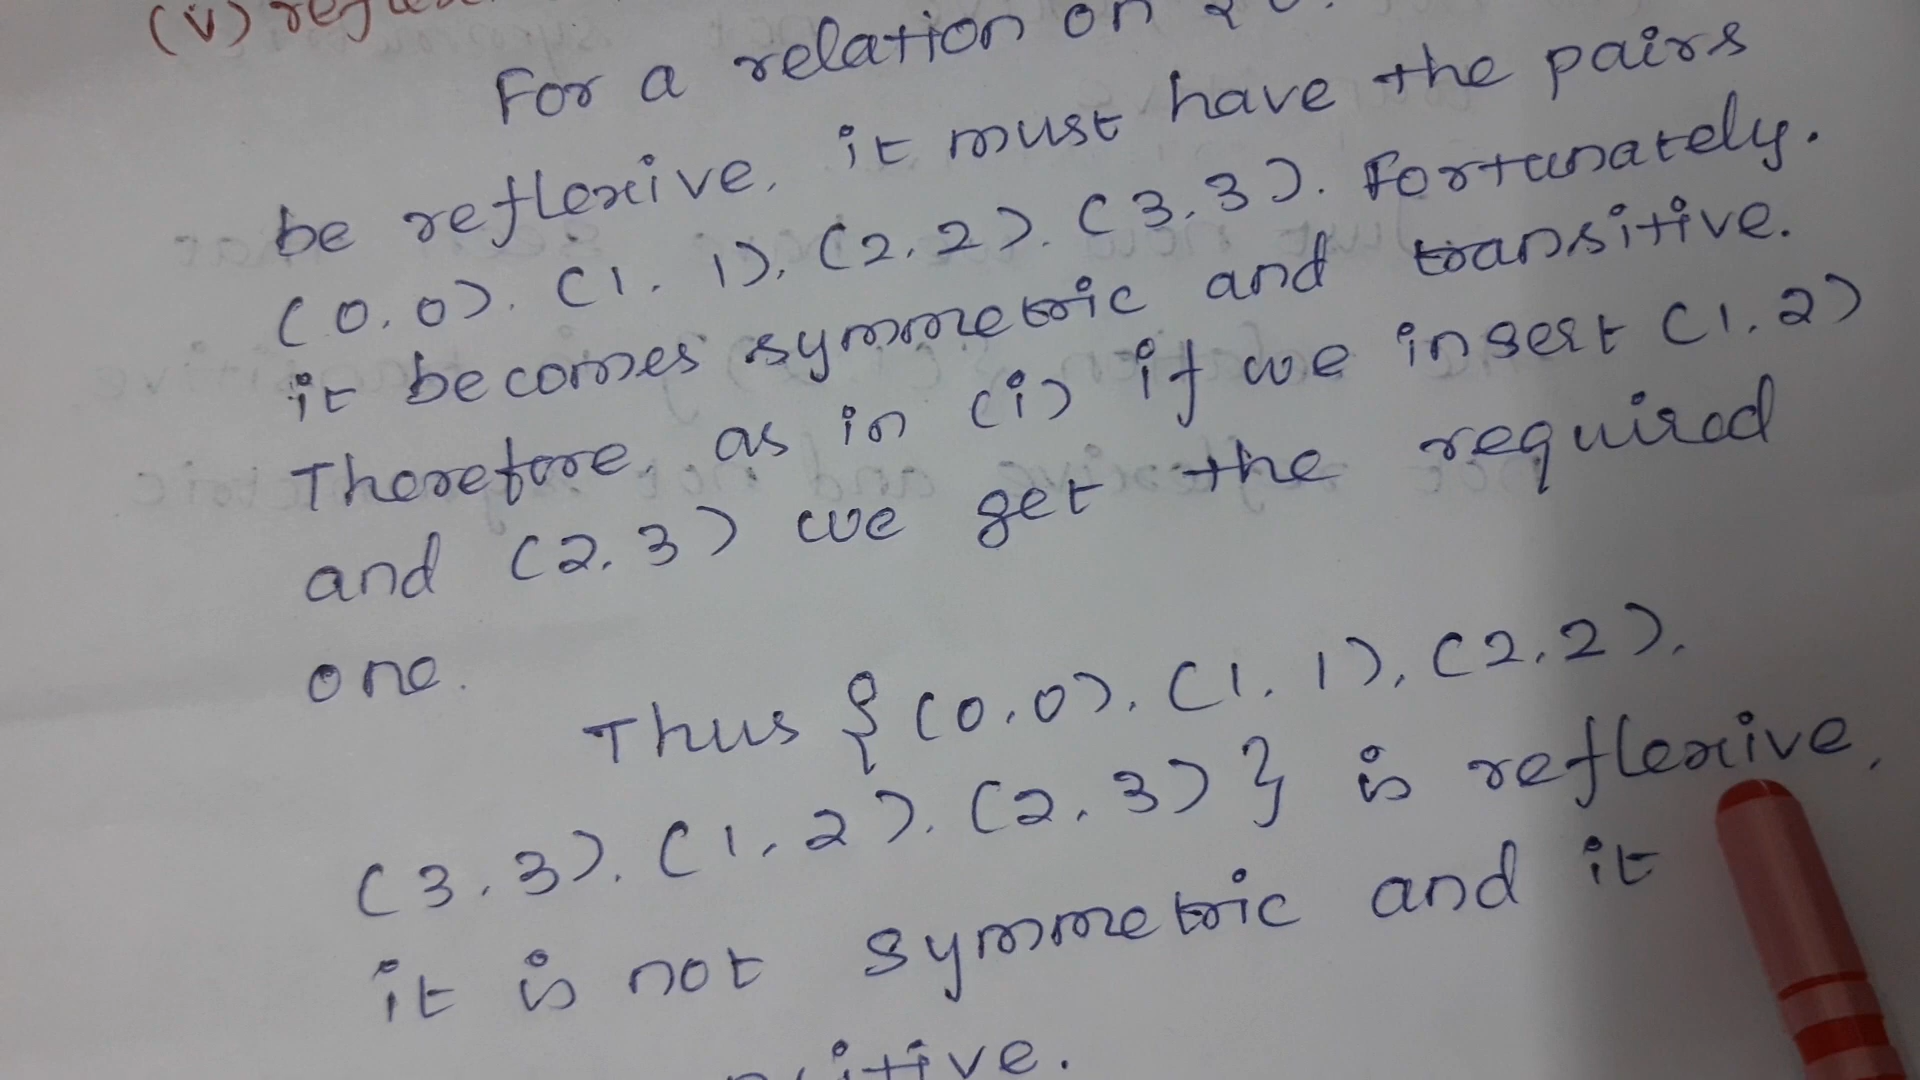 (v)
For a relation on
be reflexive, it must have the pairs
(0,0), (1, 1), (2,2), (3,3). Fortunately,
it becomes symmetric and transitive.
Therefore, as in (i) if we insert (1,2)
and (2,3) we get the required
one.
Thus {(0,0), (1, 1), (2,2),
(3,3), (1,2), (2,3)} is reflexive,
it is not symmetric and it